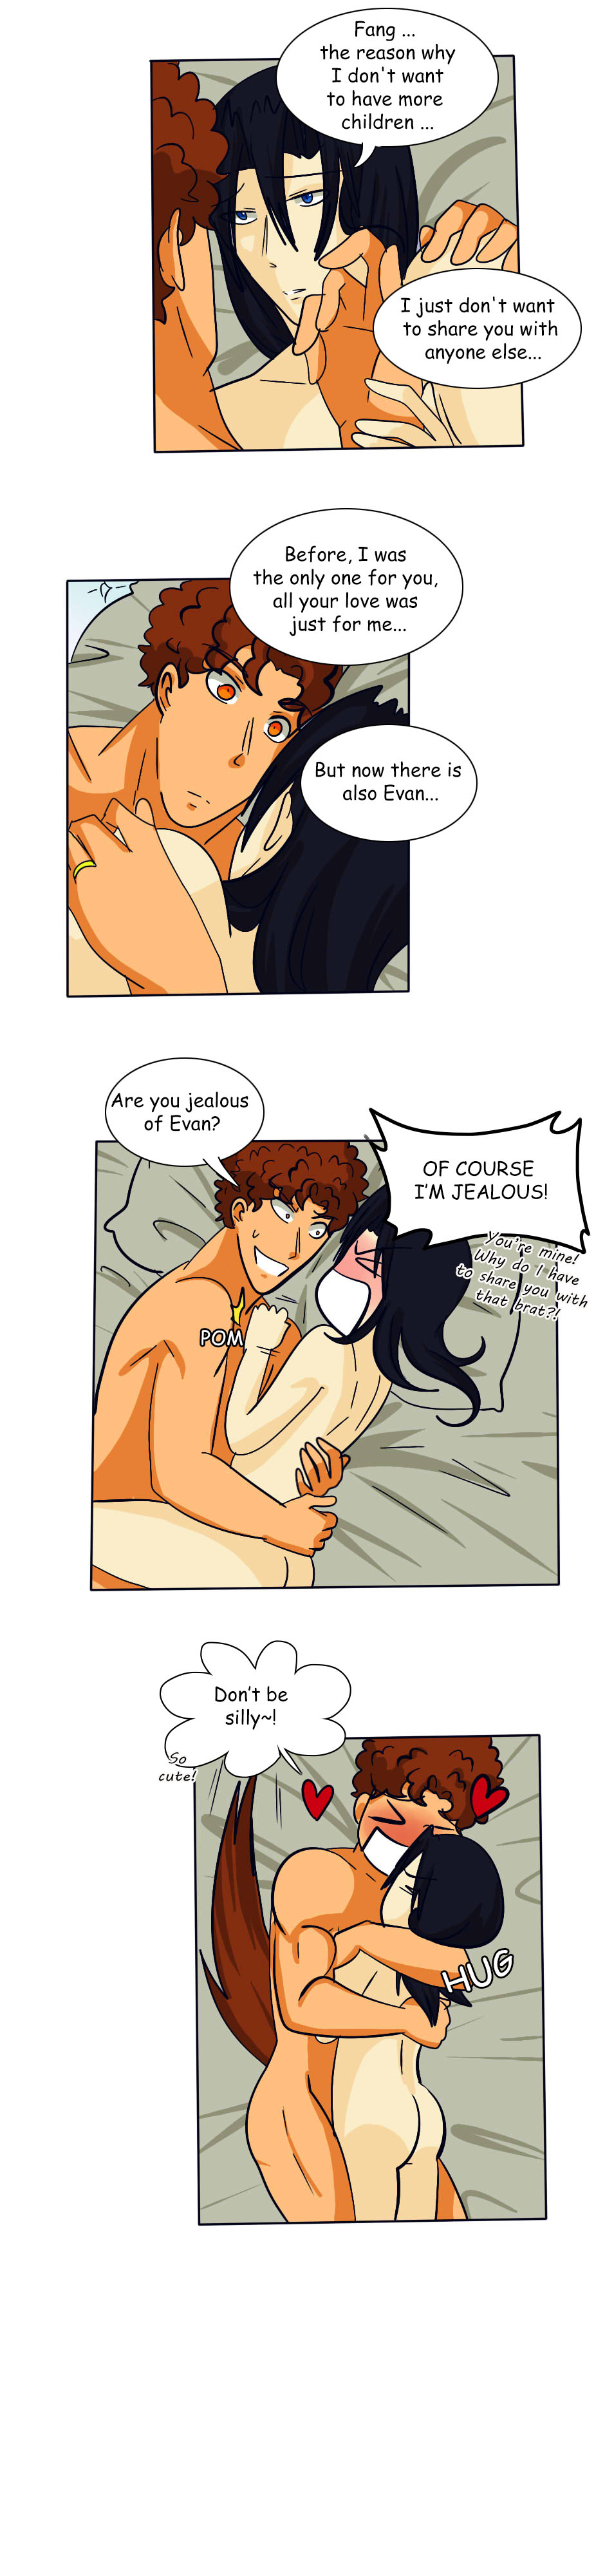 Fang ...
the reason why
I don't want
to have more
children ...
I just don't want
to share you with
anyone else...
Before, I was
the only one for you,
all your love was
just for me...
But now there is
also Evan...
Are you jealous
of Evan?
OF COURSE
I'M JEALOUS!
You're mine!
Why do I have
to share you with
that brat?!
POM
Don't be
silly~!
So
cute!
HUG